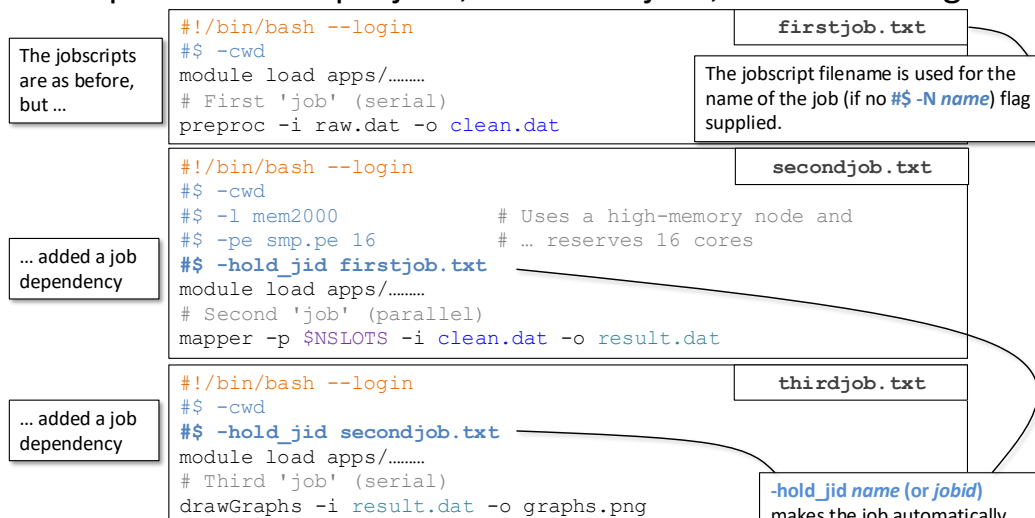 #!/bin/bash --login
firstjob.txt
The jobscripts
are as before,
but …
#$ -cwd
module load apps/………
# First 'job' (serial)
preproc -i raw.dat -o clean.dat
The jobscript filename is used for the
name of the job (if no #$ -N name) flag
supplied.
#!/bin/bash --login
secondjob.txt
#$ -cwd
#$ -l mem2000 # Uses a high-memory node and
#$ -pe smp.pe 16 # … reserves 16 cores
… added a job
dependency
#$ -hold_jid firstjob.txt
module load apps/………
# Second 'job' (parallel)
mapper -p $NSLOTS -i clean.dat -o result.dat
#!/bin/bash --login
thirdjob.txt
… added a job
dependency
#$ -cwd
#$ -hold_jid secondjob.txt
module load apps/………
# Third 'job' (serial)
drawGraphs -i result.dat -o graphs.png
-hold_jid name (or jobid)
makes the job automatically